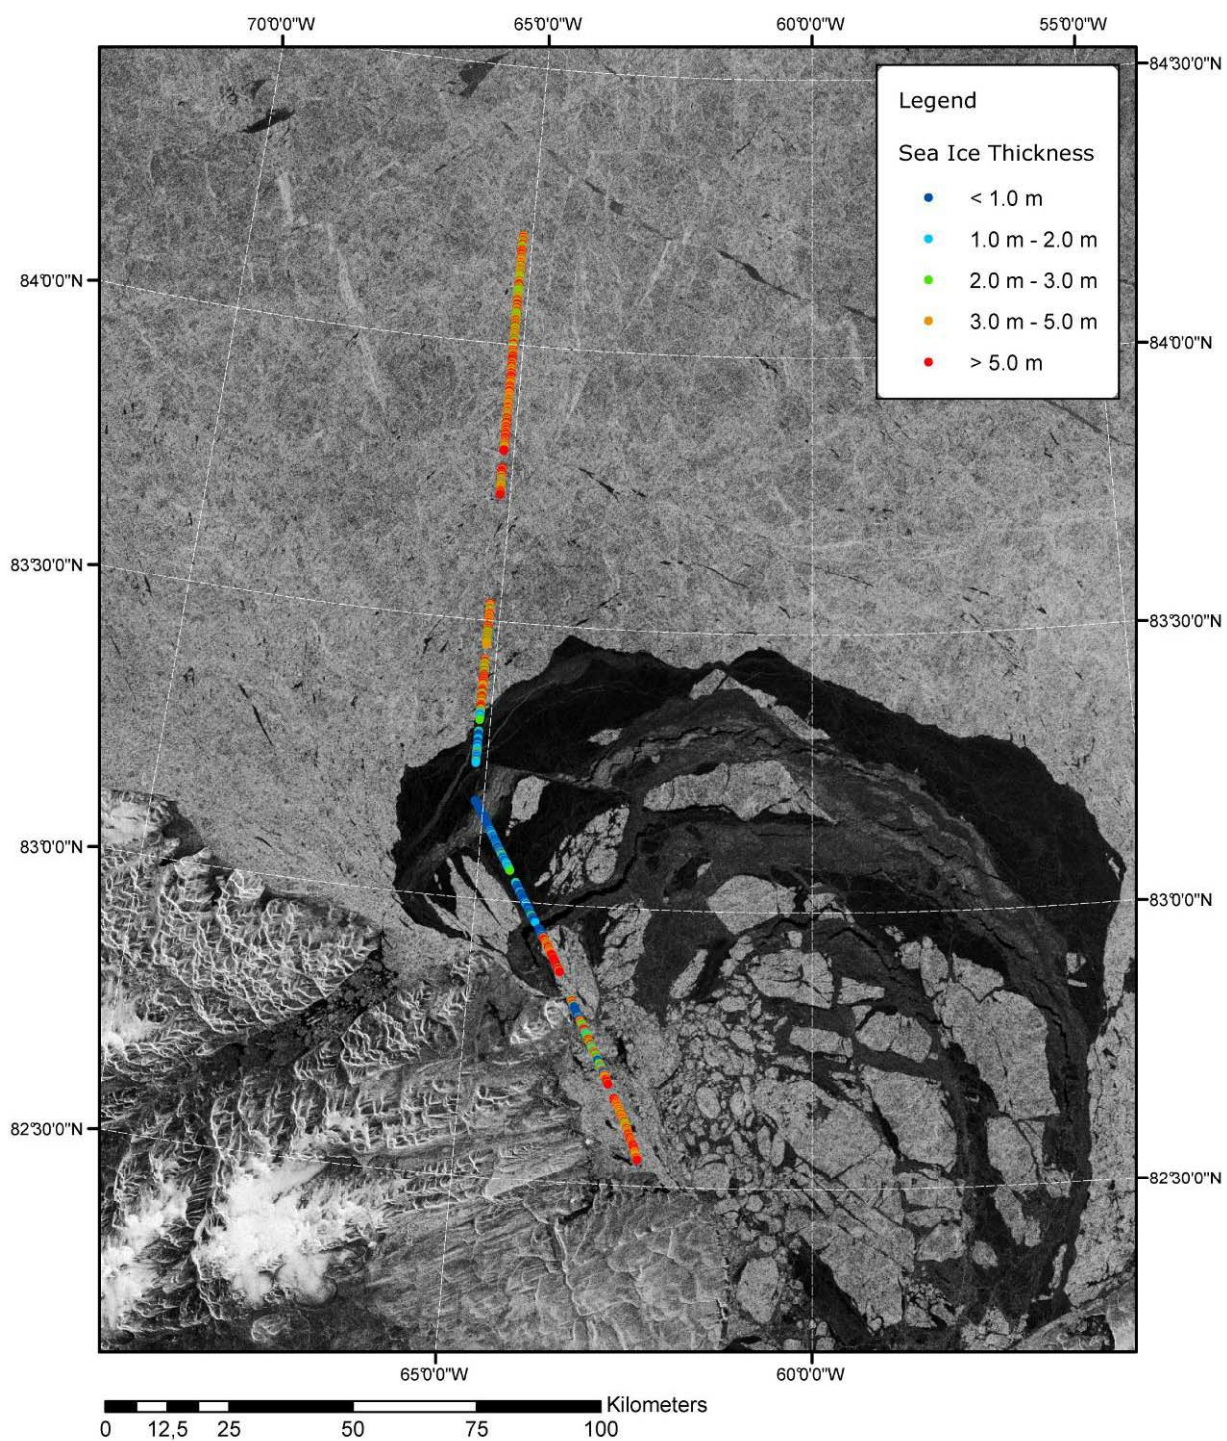 70°0'0"W 65°0'0"W 60°0'0"W 55°0'0"W
84°30'0"N
Legend
Sea Ice Thickness
< 1.0 m
1.0 m - 2.0 m
2.0 m - 3.0 m
3.0 m - 5.0 m
> 5.0 m
84°0'0"N
84°0'0"N
83°30'0"N
83°30'0"N
83°0'0"N
83°0'0"N
82°30'0"N
82°30'0"N
65°0'0"W 60°0'0"W
Kilometers
0 12,5 25 50 75 100